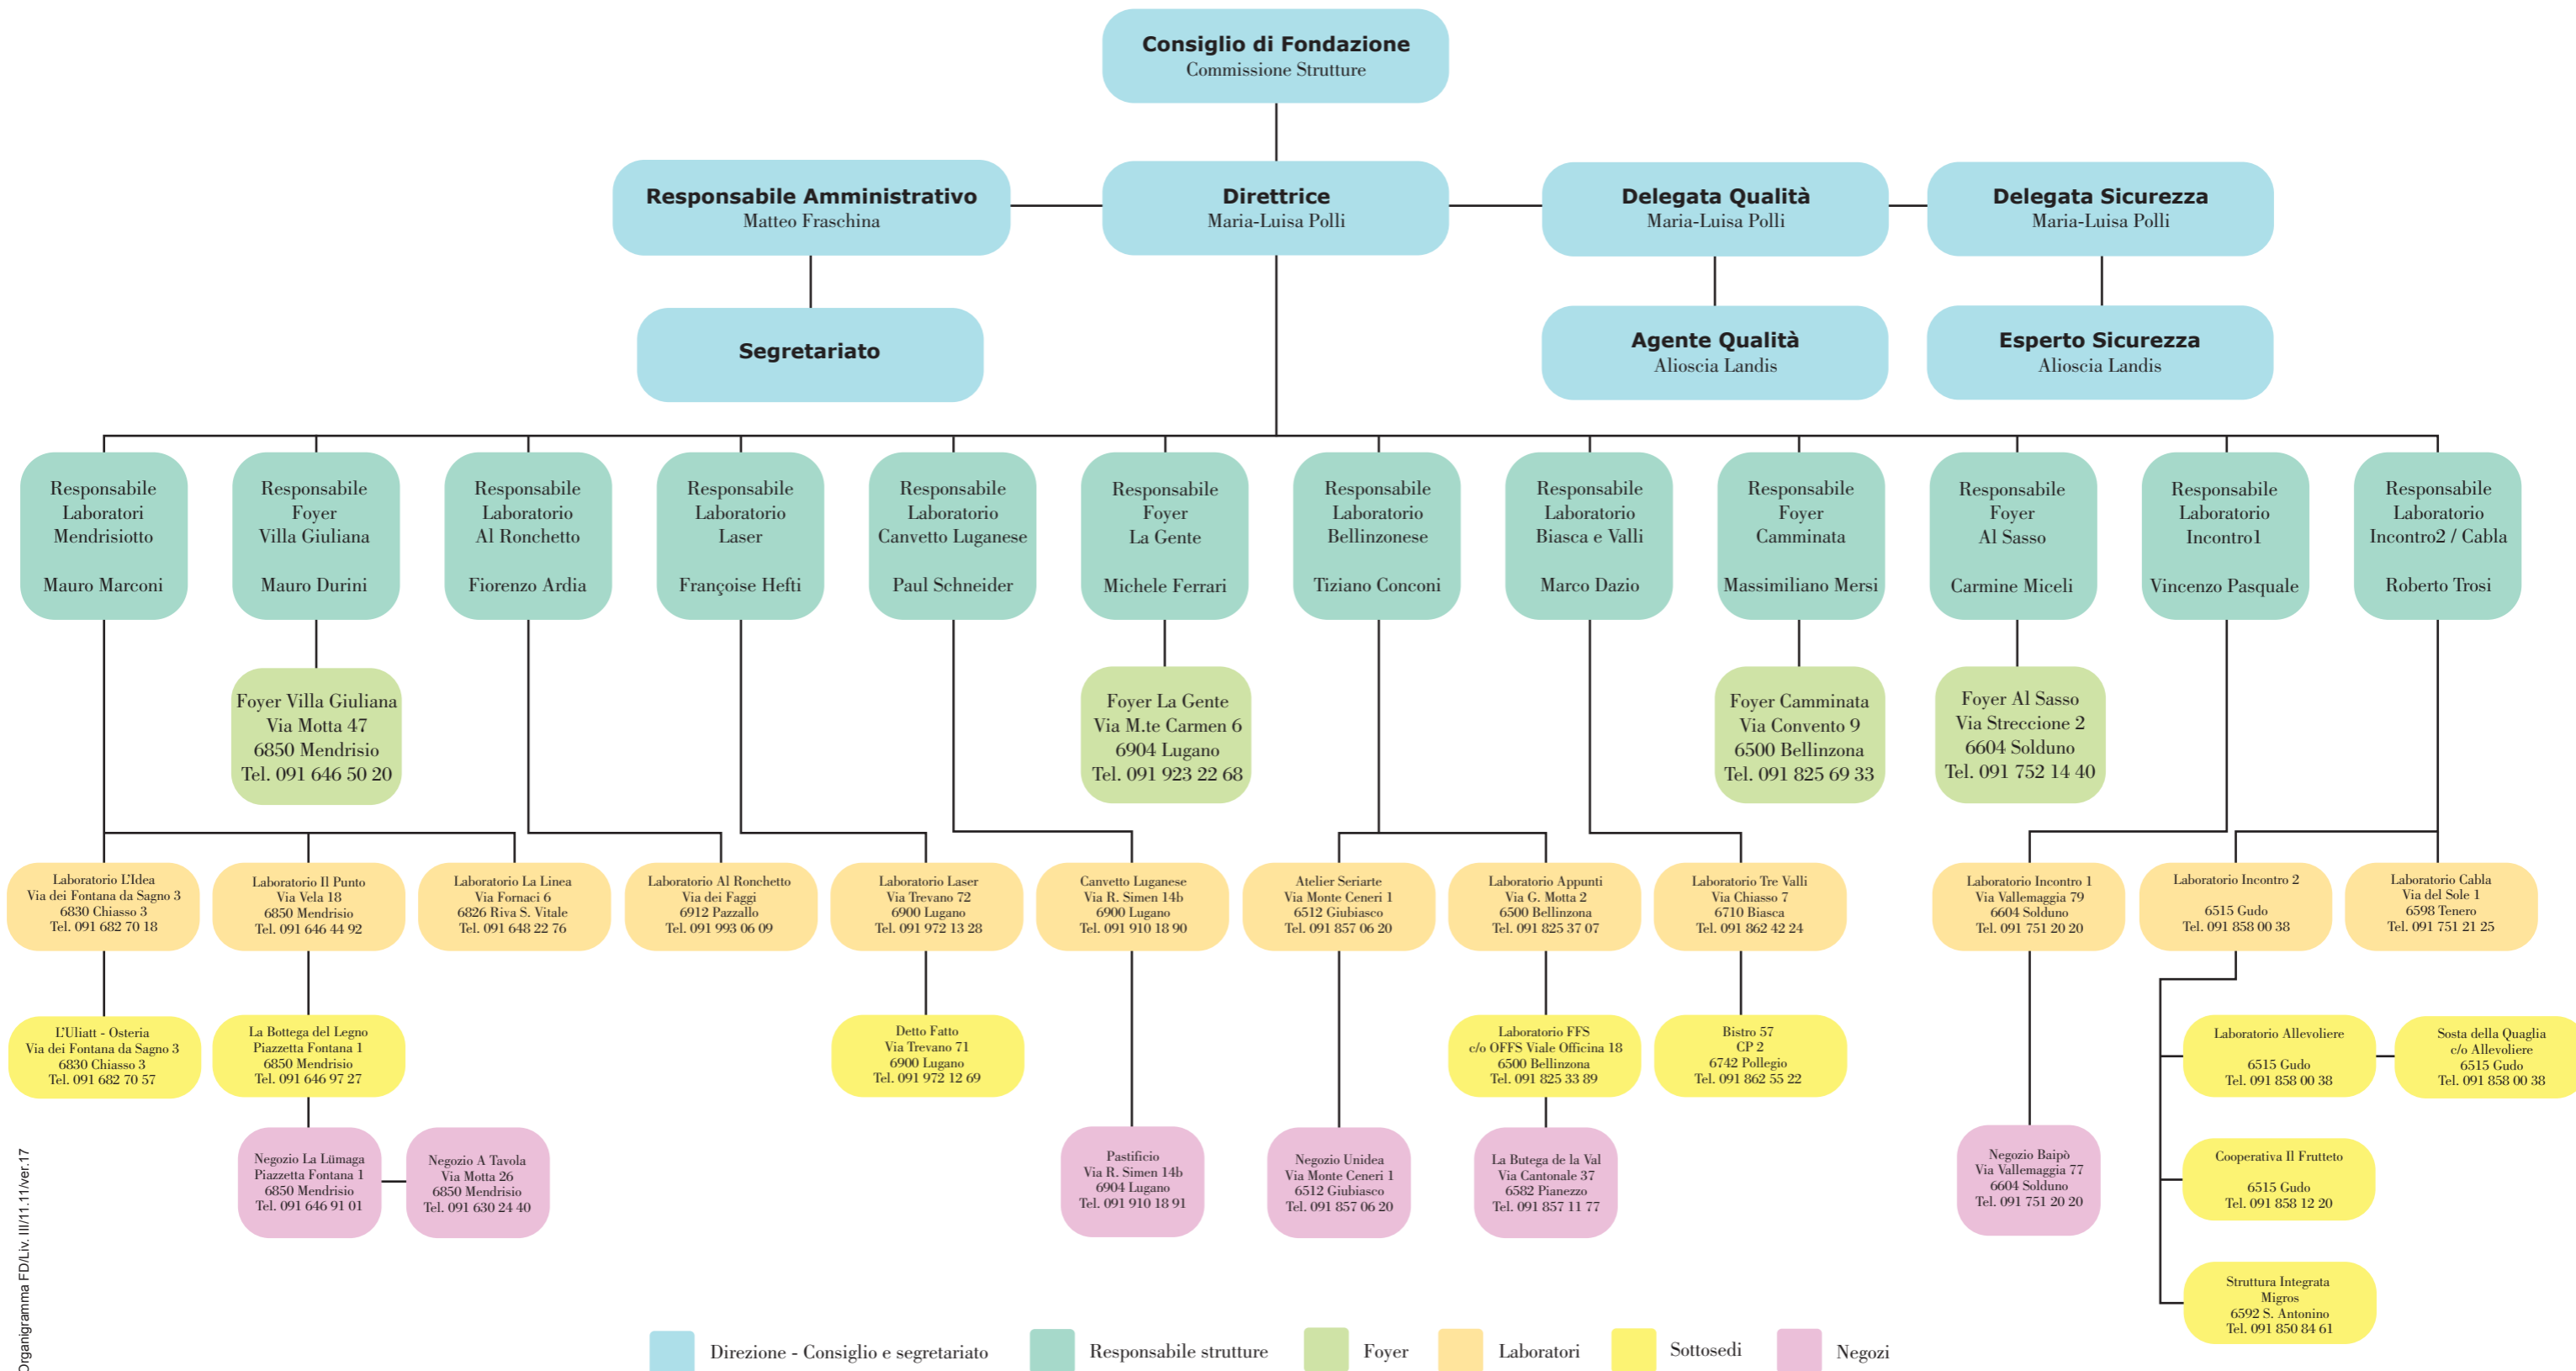 Consiglio di Fondazione
Commissione Strutture
Responsabile Amministrativo
Matteo Fraschina
Direttrice
Maria-Luisa Polli
Delegata Qualità
Maria-Luisa Polli
Delegata Sicurezza
Maria-Luisa Polli
Segretariato
Agente Qualità
Alioscia Landis
Esperto Sicurezza
Alioscia Landis
Responsabile
Laboratori
Mendrisiotto
Mauro Marconi
Responsabile
Foyer
Villa Giuliana
Mauro Durini
Responsabile
Laboratorio
Al Ronchetto
Fiorenzo Ardia
Responsabile
Laboratorio
Laser
Françoise Hefti
Responsabile
Laboratorio
Canvetto Luganese
Paul Schneider
Responsabile
Foyer
La Gente
Michele Ferrari
Responsabile
Laboratorio
Bellinzonese
Tiziano Conconi
Responsabile
Laboratorio
Biasca e Valli
Marco Dazio
Responsabile
Foyer
Camminata
Massimiliano Mersi
Responsabile
Foyer
Al Sasso
Carmine Miceli
Responsabile
Laboratorio
Incontro1
Vincenzo Pasquale
Responsabile
Laboratorio
Incontro2 / Cabla
Roberto Trosi
Foyer Villa Giuliana
Via Motta 47
6850 Mendrisio
Tel. 091 646 50 20
Foyer La Gente
Via M.te Carmen 6
6904 Lugano
Tel. 091 923 22 68
Foyer Camminata
Via Convento 9
6500 Bellinzona
Tel. 091 825 69 33
Foyer Al Sasso
Via Streccione 2
6604 Solduno
Tel. 091 752 14 40
Laboratorio L'Idea
Via dei Fontana da Sagno 3
6830 Chiasso 3
Tel. 091 682 70 18
Laboratorio Il Punto
Via Vela 18
6850 Mendrisio
Tel. 091 646 44 92
Laboratorio La Linea
Via Fornaci 6
6826 Riva S. Vitale
Tel. 091 648 22 76
Laboratorio Al Ronchetto
Via dei Faggi
6912 Pazzallo
Tel. 091 993 06 09
Laboratorio Laser
Via Trevano 72
6900 Lugano
Tel. 091 972 13 28
Canvetto Luganese
Via R. Simen 14b
6900 Lugano
Tel. 091 910 18 90
Atelier Seriarte
Via Monte Ceneri 1
6512 Giubiasco
Tel. 091 857 06 20
Laboratorio Appunti
Via G. Motta 2
6500 Bellinzona
Tel. 091 825 37 07
Laboratorio Tre Valli
Via Chiasso 7
6710 Biasca
Tel. 091 862 42 24
Laboratorio Incontro 1
Via Vallemaggia 79
6604 Solduno
Tel. 091 751 20 20
Laboratorio Incontro 2
6515 Gudo
Tel. 091 858 00 38
Laboratorio Cabla
Via del Sole 1
6598 Tenero
Tel. 091 751 21 25
L'Uliatt - Osteria
Via dei Fontana da Sagno 3
6830 Chiasso 3
Tel. 091 682 70 57
La Bottega del Legno
Piazzetta Fontana 1
6850 Mendrisio
Tel. 091 646 97 27
Detto Fatto
Via Trevano 71
6900 Lugano
Tel. 091 972 12 69
Laboratorio FFS
c/o OFFS Viale Officina 18
6500 Bellinzona
Tel. 091 825 33 89
Bistro 57
CP 2
6742 Pollegio
Tel. 091 862 55 22
Laboratorio Allevoliere
6515 Gudo
Tel. 091 858 00 38
Sosta della Quaglia
c/o Allevoliere
6515 Gudo
Tel. 091 858 00 38
Negozio La Lümaga
Piazzetta Fontana 1
6850 Mendrisio
Tel. 091 646 91 01
Negozio A Tavola
Via Motta 26
6850 Mendrisio
Tel. 091 630 24 40
Pastificio
Via R. Simen 14b
6904 Lugano
Tel. 091 910 18 91
Negozio Unidea
Via Monte Ceneri 1
6512 Giubiasco
Tel. 091 857 06 20
La Butega de la Val
Via Cantonale 37
6582 Pianezzo
Tel. 091 857 11 77
Negozio Baipò
Via Vallemaggia 77
6604 Solduno
Tel. 091 751 20 20
Cooperativa Il Frutteto
6515 Gudo
Tel. 091 858 12 20
Struttura Integrata
Migros
6592 S. Antonino
Tel. 091 850 84 61
Organigramma FD/Liv. III/11.11/ver.17
Direzione - Consiglio e segretariato
Responsabile strutture
Foyer
Laboratori
Sottosedi
Negozi